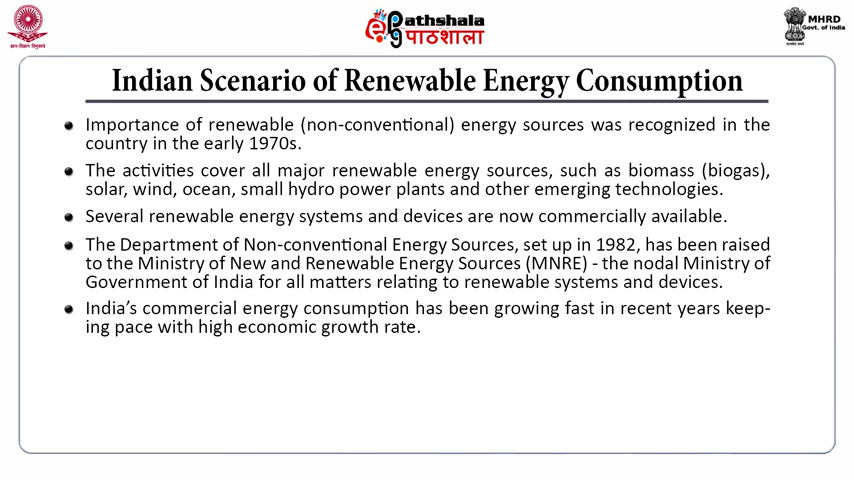 ePathshala
पाठशाला
MHRD
Govt. of India
ज्ञान-विज्ञान विमुक्तये
Indian Scenario of Renewable Energy Consumption
Importance of renewable (non-conventional) energy sources was recognized in the
country in the early 1970s.
The activities cover all major renewable energy sources, such as biomass (biogas),
solar, wind, ocean, small hydro power plants and other emerging technologies.
Several renewable energy systems and devices are now commercially available.
The Department of Non-conventional Energy Sources, set up in 1982, has been raised
to the Ministry of New and Renewable Energy Sources (MNRE) - the nodal Ministry of
Government of India for all matters relating to renewable systems and devices.
India’s commercial energy consumption has been growing fast in recent years keep-
ing pace with high economic growth rate.